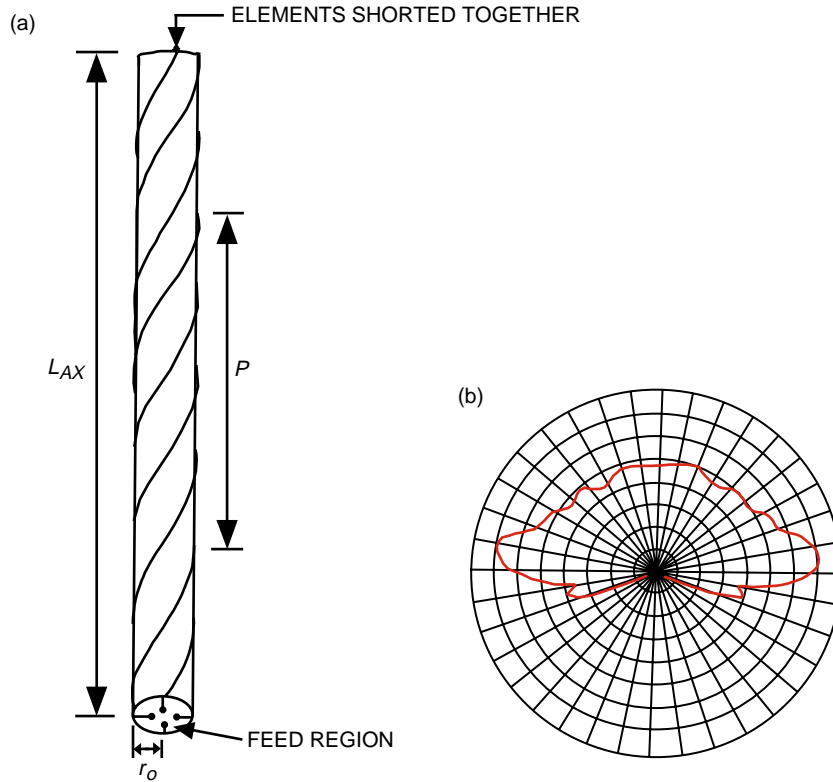 (a)
ELEMENTS SHORTED TOGETHER
L_AX
P
FEED REGION
r_o
(b)